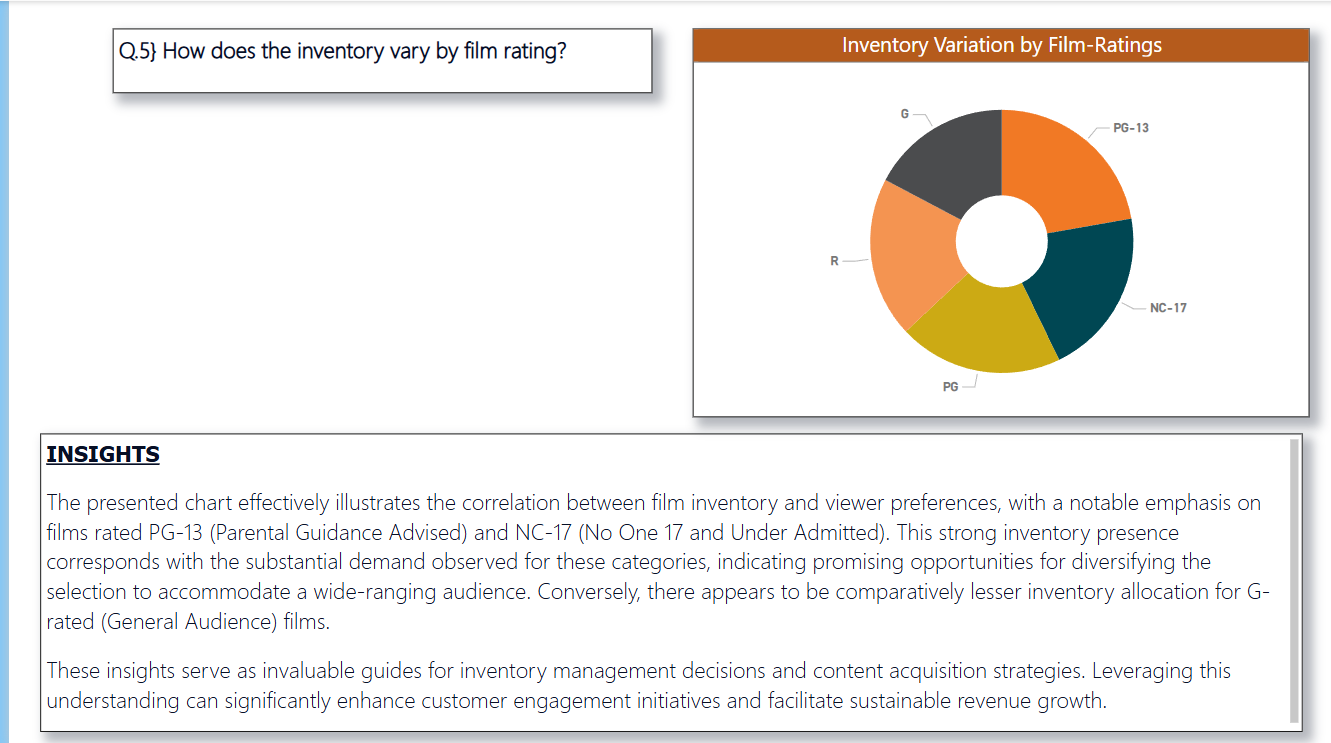 Q.5} How does the inventory vary by film rating?
Inventory Variation by Film-Ratings
G
PG-13
R
NC-17
PG
INSIGHTS
The presented chart effectively illustrates the correlation between film inventory and viewer preferences, with a notable emphasis on
films rated PG-13 (Parental Guidance Advised) and NC-17 (No One 17 and Under Admitted). This strong inventory presence
corresponds with the substantial demand observed for these categories, indicating promising opportunities for diversifying the
selection to accommodate a wide-ranging audience. Conversely, there appears to be comparatively lesser inventory allocation for G-
rated (General Audience) films.
These insights serve as invaluable guides for inventory management decisions and content acquisition strategies. Leveraging this
understanding can significantly enhance customer engagement initiatives and facilitate sustainable revenue growth.